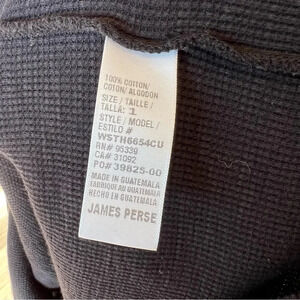 100% COTTON/
COTON/ ALGODON
SIZE / TAILLE /
TALLA: 1
STYLE / MODEL /
ESTILO #
WSTH6654CU
RN# 95339
CA# 31092
PO# 39825-00
MADE IN GUATEMALA
FABRIQUÉ AU GUATEMALA
HECHO EN GUATEMALA
JAMES PERSE